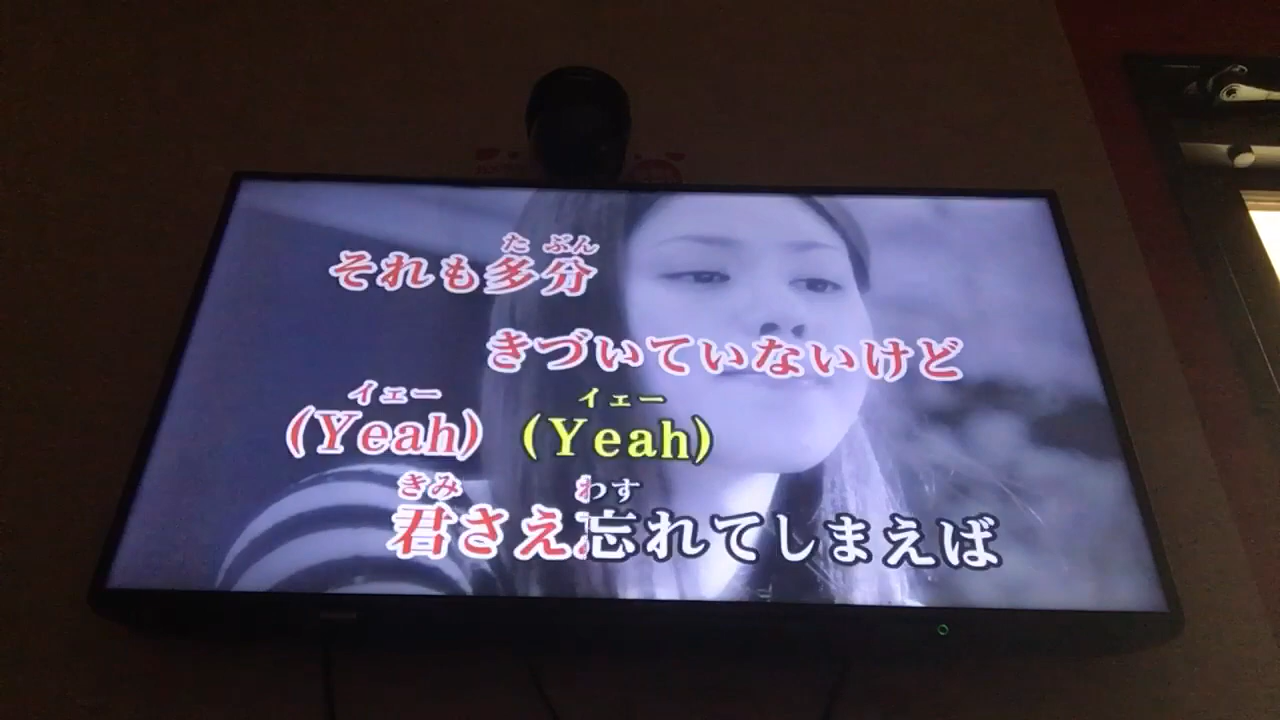 たぶん
それも多分
きづいていないけど
イェー イェー
(Yeah) (Yeah)
きみ わす
君さえ忘れてしまえば